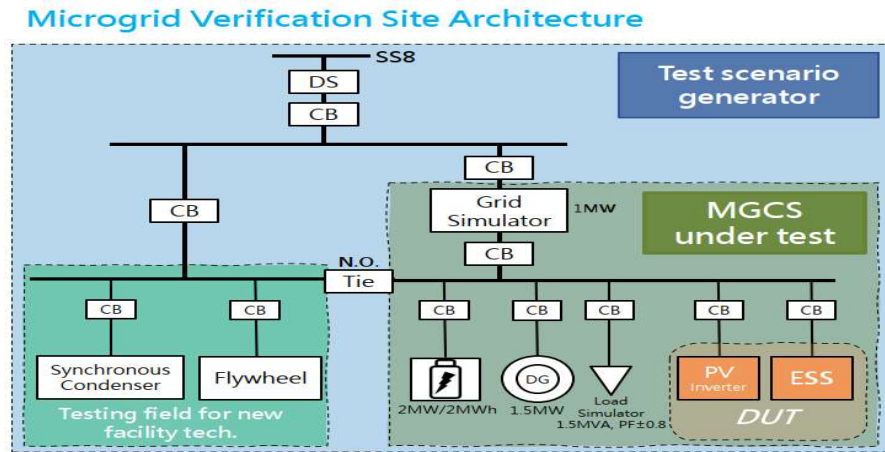 Microgrid Verification Site Architecture
SS8
DS
CB
Test scenario
generator
CB
CB
Grid
Simulator
1MW
MGCS
under test
CB
N.O.
Tie
CB
CB
CB
CB
CB
CB
CB
Synchronous
Condenser
Flywheel
Testing field for new
facility tech.
2MW/2MWh
DG
1.5MW
Load
Simulator
1.5MVA, PF±0.8
PV
Inverter
ESS
DUT